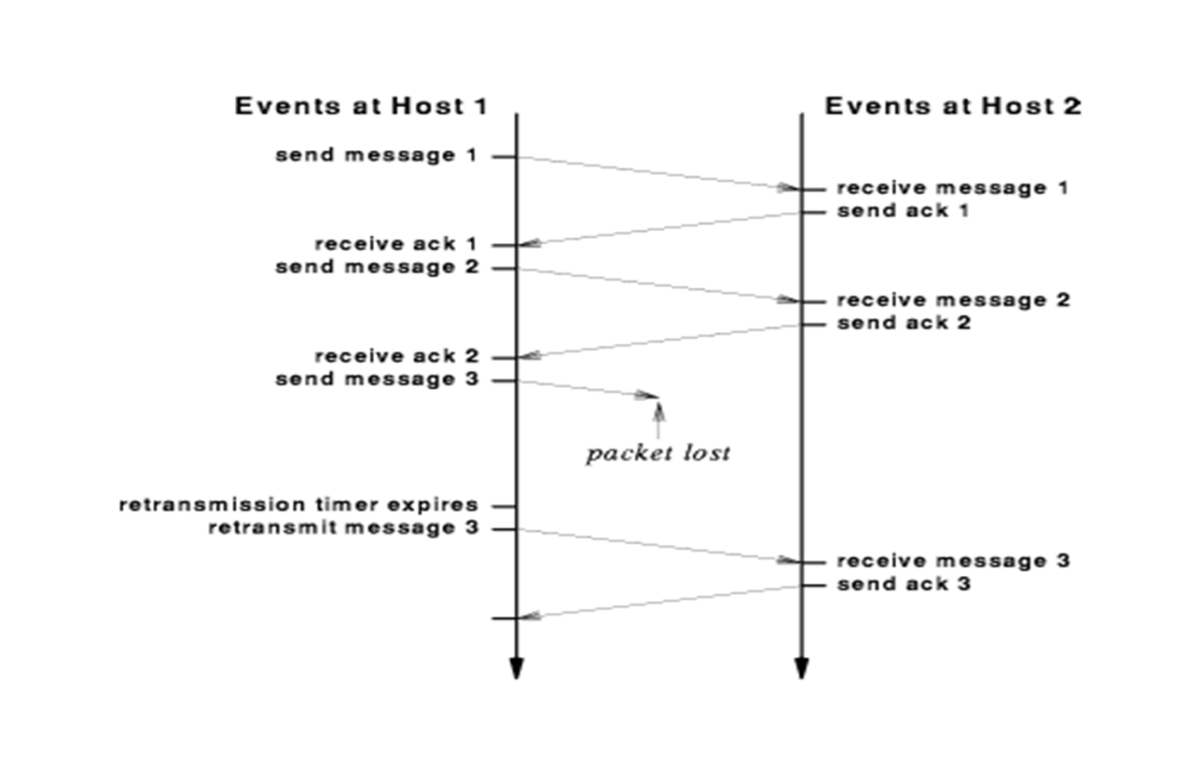 Events at Host 1
Events at Host 2
send message 1
receive message 1
send ack 1
receive ack 1
send message 2
receive message 2
send ack 2
receive ack 2
send message 3
packet lost
retransmission timer expires
retransmit message 3
receive message 3
send ack 3